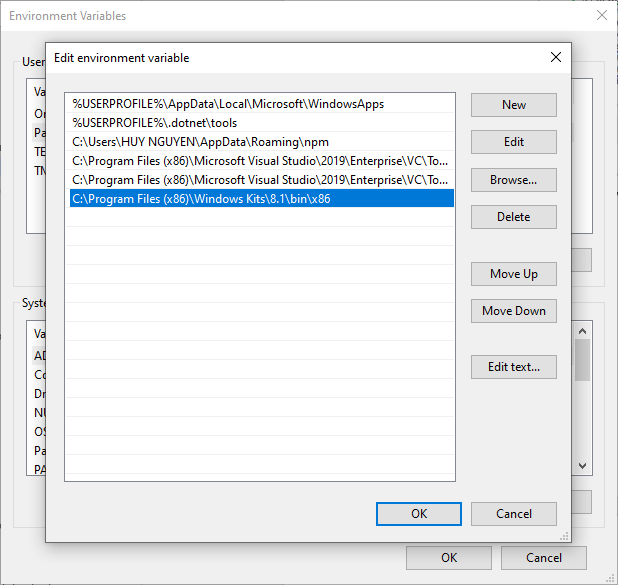 Environment Variables
User
Edit environment variable
Va
On
Pa
TE
TN
%USERPROFILE%\AppData\Local\Microsoft\WindowsApps
%USERPROFILE%\.dotnet\tools
C:\Users\HUY NGUYEN\AppData\Roaming\npm
C:\Program Files (x86)\Microsoft Visual Studio\2019\Enterprise\VC\To...
C:\Program Files (x86)\Microsoft Visual Studio\2019\Enterprise\VC\To...
C:\Program Files (x86)\Windows Kits\8.1\bin\x86
New
Edit
Browse...
Delete
Move Up
Move Down
Edit text...
Syste
Va
AD
Co
Dr
NU
OS
Pa
PA
OK
Cancel
OK
Cancel